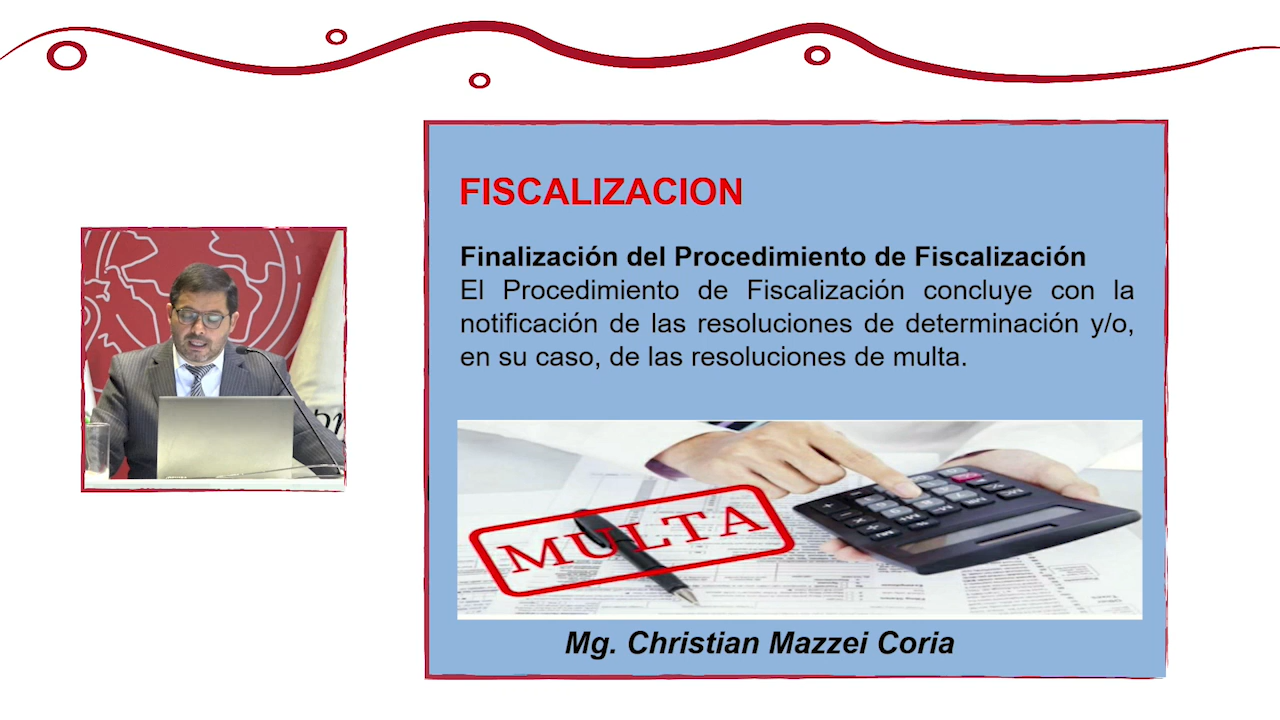 FISCALIZACION
Finalización del Procedimiento de Fiscalización
El Procedimiento de Fiscalización concluye con la
notificación de las resoluciones de determinación y/o,
en su caso, de las resoluciones de multa.
MULTA
Mg. Christian Mazzei Coria